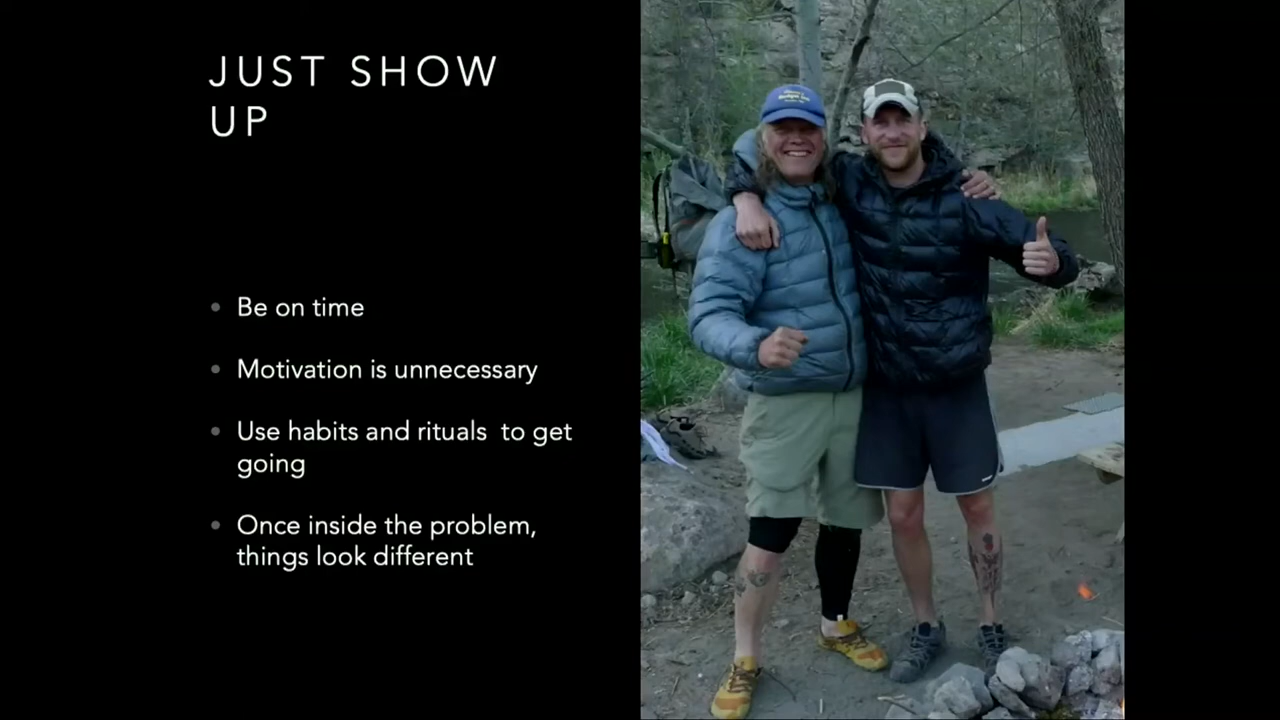 JUST SHOW
UP
• Be on time
• Motivation is unnecessary
• Use habits and rituals to get
going
• Once inside the problem,
things look different